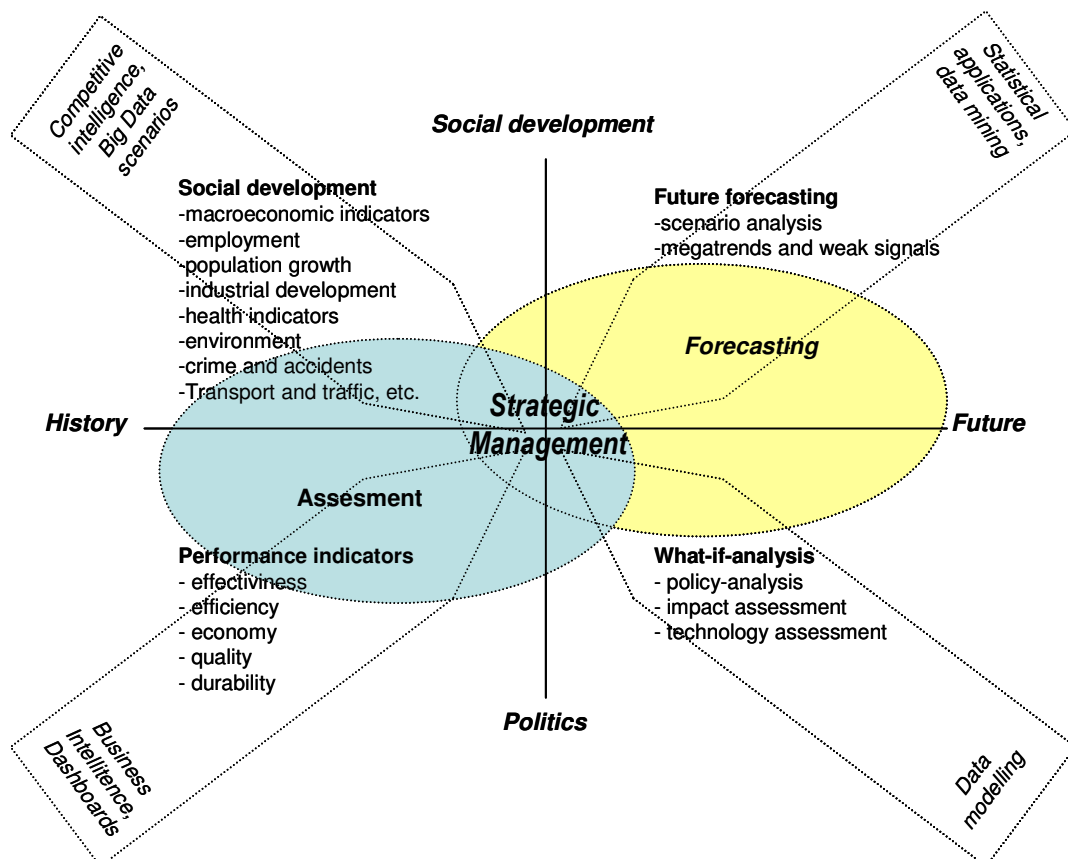 Competitive
intelligence,
Big Data
scenarios
Statistical
applications,
data mining
Social development
Social development
-macroeconomic indicators
-employment
-population growth
-industrial development
-health indicators
-environment
-crime and accidents
-Transport and traffic, etc.
Future forecasting
-scenario analysis
-megatrends and weak signals
Forecasting
History
Strategic
Management
Future
Assesment
Performance indicators
- effectiviness
- efficiency
- economy
- quality
- durability
What-if-analysis
- policy-analysis
- impact assessment
- technology assessment
Politics
Business
Intellitence,
Dashboards
Data
modelling